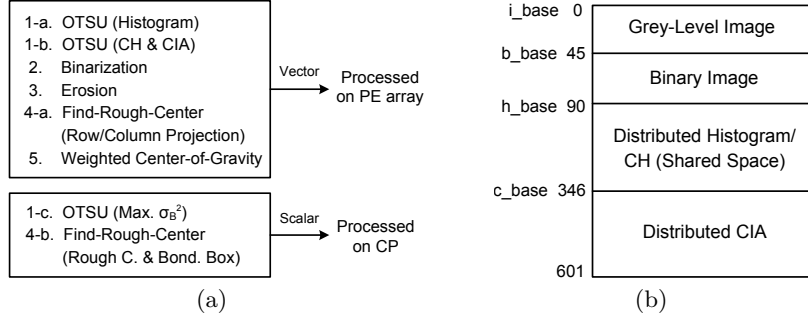 1-a. OTSU (Histogram)
1-b. OTSU (CH & CIA)
2. Binarization
3. Erosion
4-a. Find-Rough-Center
(Row/Column Projection)
5. Weighted Center-of-Gravity
Vector
Processed
on PE array
1-c. OTSU (Max. σ_B²)
4-b. Find-Rough-Center
(Rough C. & Bond. Box)
Scalar
Processed
on CP
(a)
i_base 0
Grey-Level Image
b_base 45
Binary Image
h_base 90
Distributed Histogram/
CH (Shared Space)
c_base 346
Distributed CIA
601
(b)